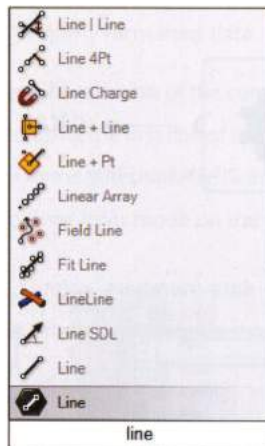 Line | Line
Line 4Pt
Line Charge
Line + Line
Line + Pt
Linear Array
Field Line
Fit Line
LineLine
Line SDL
Line
Line
line